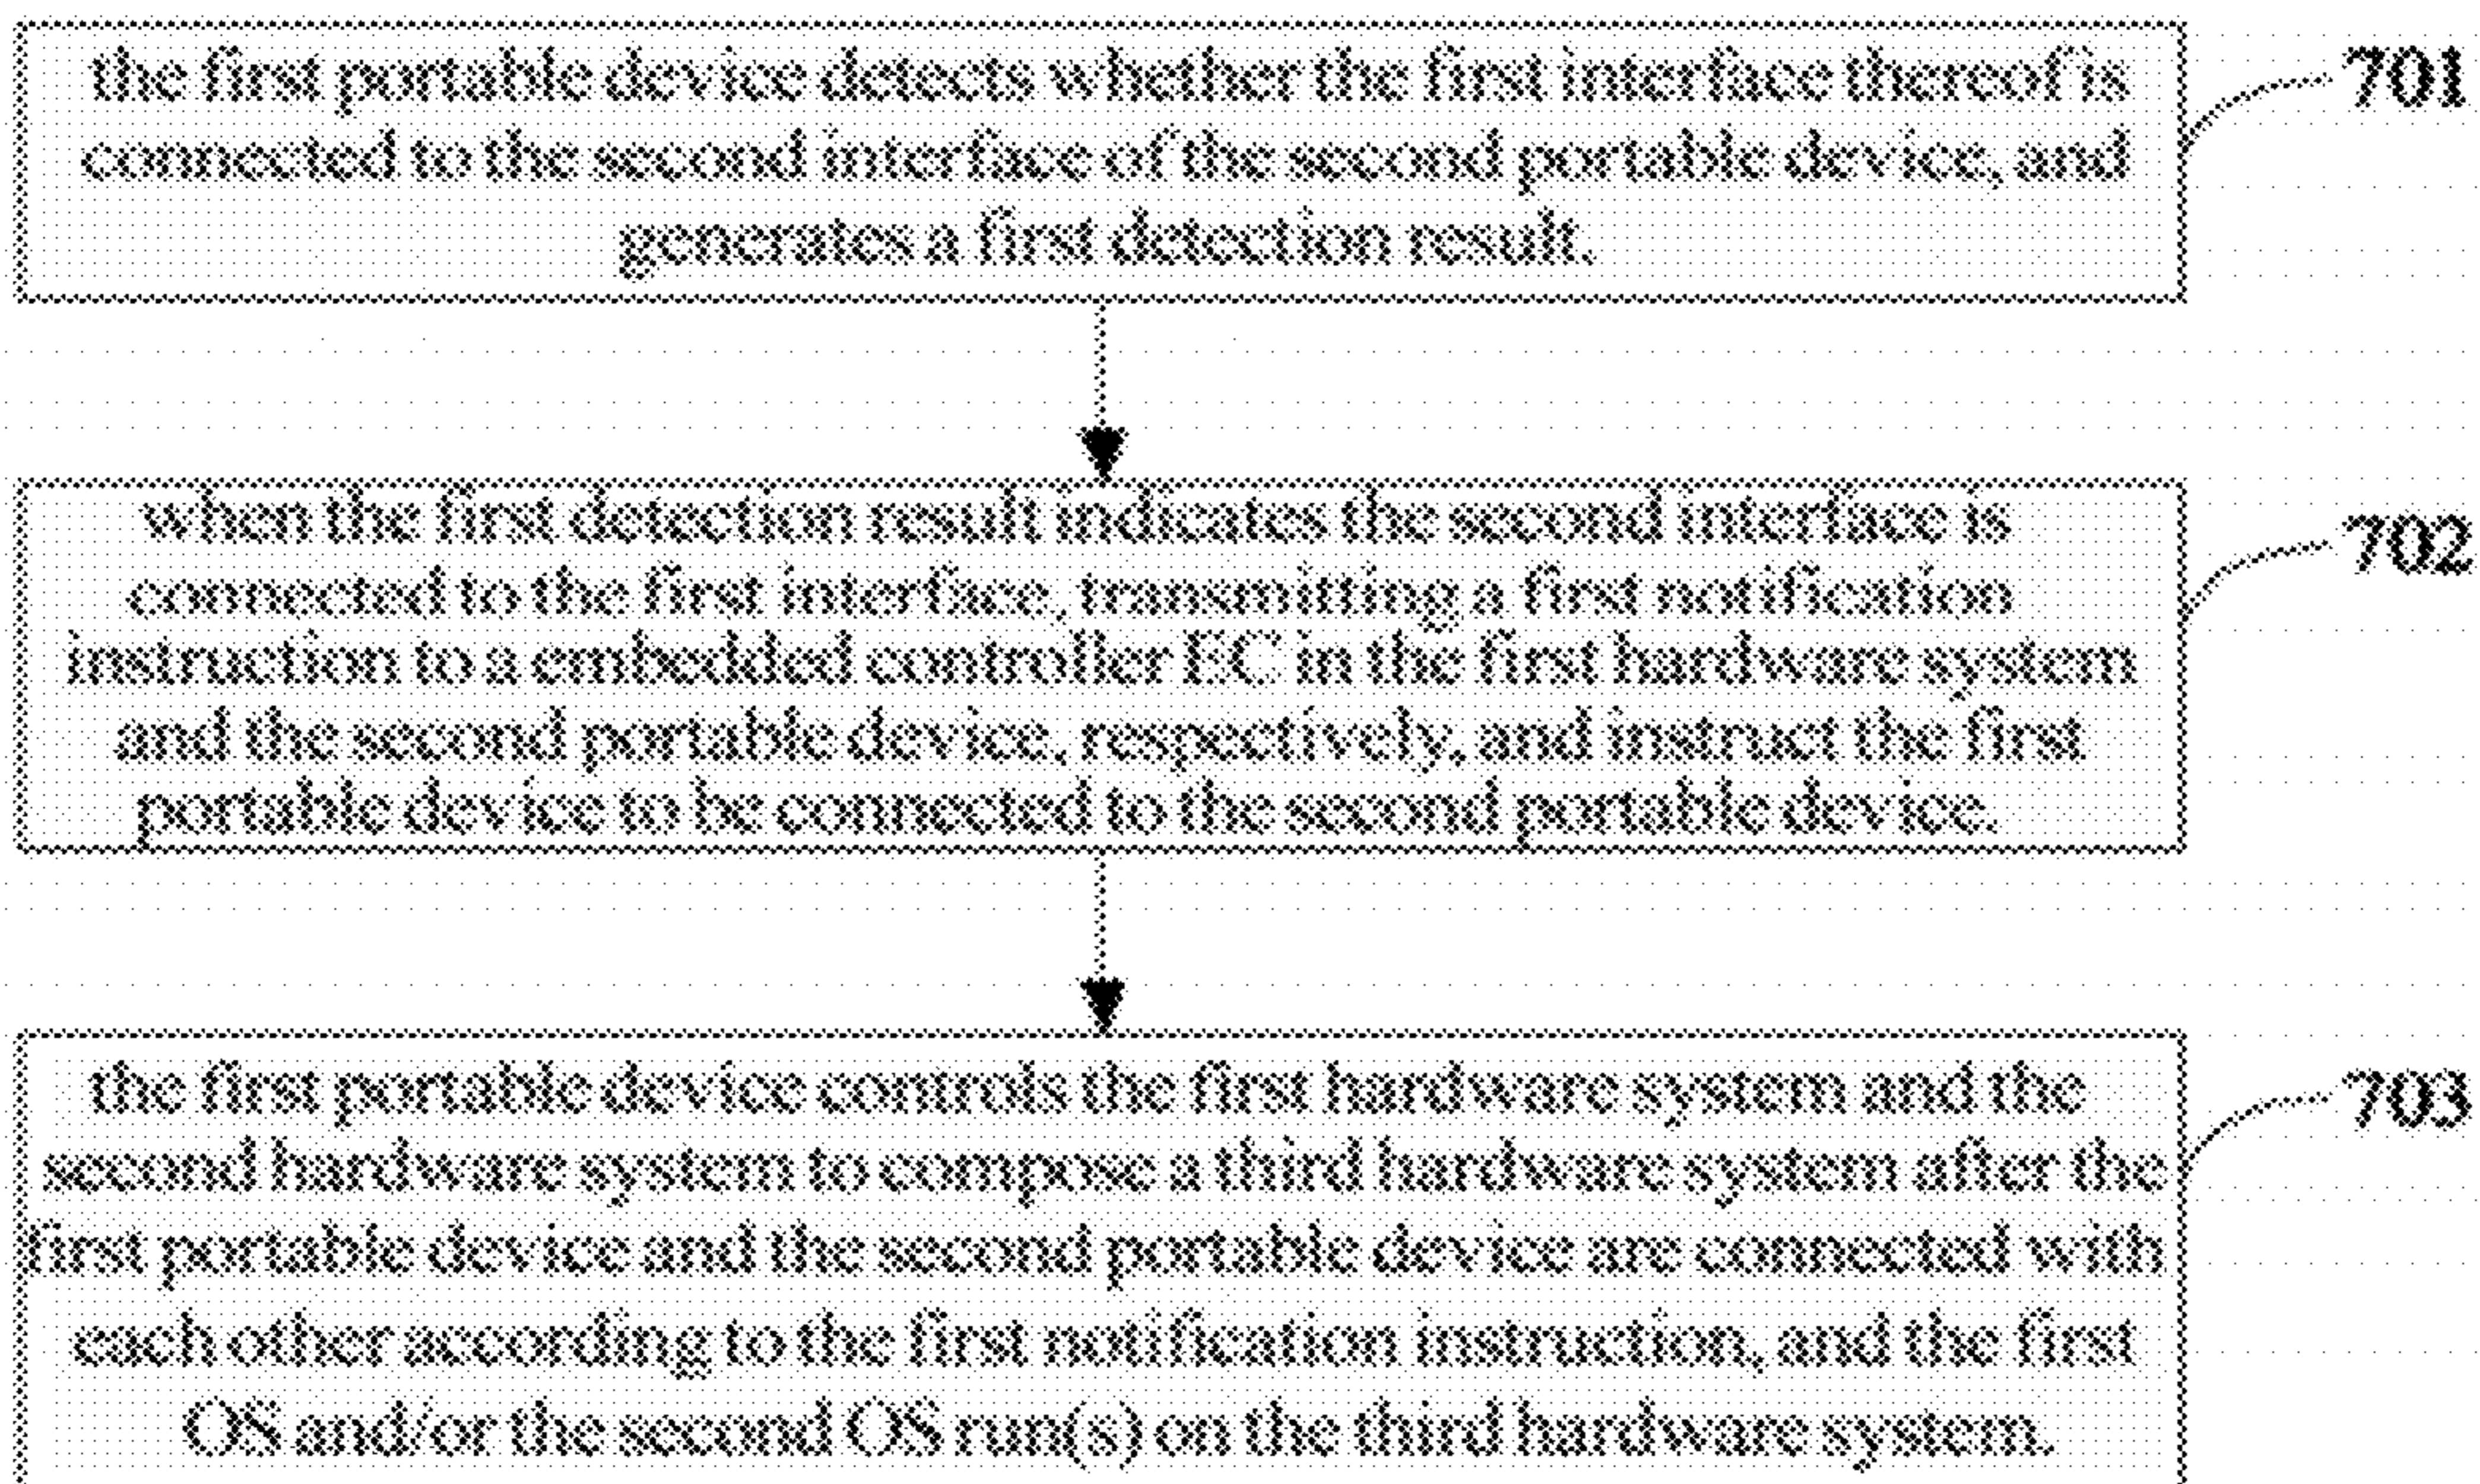 the first portable device detects whether the first interface thereof is
connected to the second interface of the second portable device, and
generates a first detection result.
701
when the first detection result indicates the second interface is
connected to the first interface, transmitting a first notification
instruction to a embedded controller EC in the first hardware system
and the second portable device, respectively, and instruct the first
portable device to be connected to the second portable device.
702
the first portable device controls the first hardware system and the
second hardware system to compose a third hardware system after the
first portable device and the second portable device are connected with
each other according to the first notification instruction, and the first
OS and/or the second OS run(s) on the third hardware system.
703